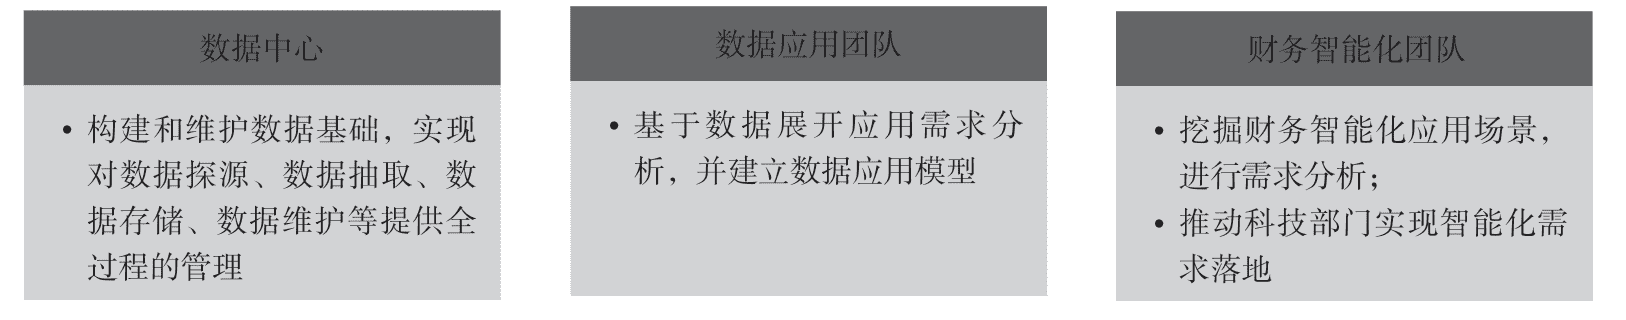 数据中心
• 构建和维护数据基础，实现
对数据探源、数据抽取、数
据存储、数据维护等提供全
过程的管理
数据应用团队
• 基于数据展开应用需求分
析，并建立数据应用模型
财务智能化团队
• 挖掘财务智能化应用场景，
进行需求分析；
• 推动科技部门实现智能化需
求落地